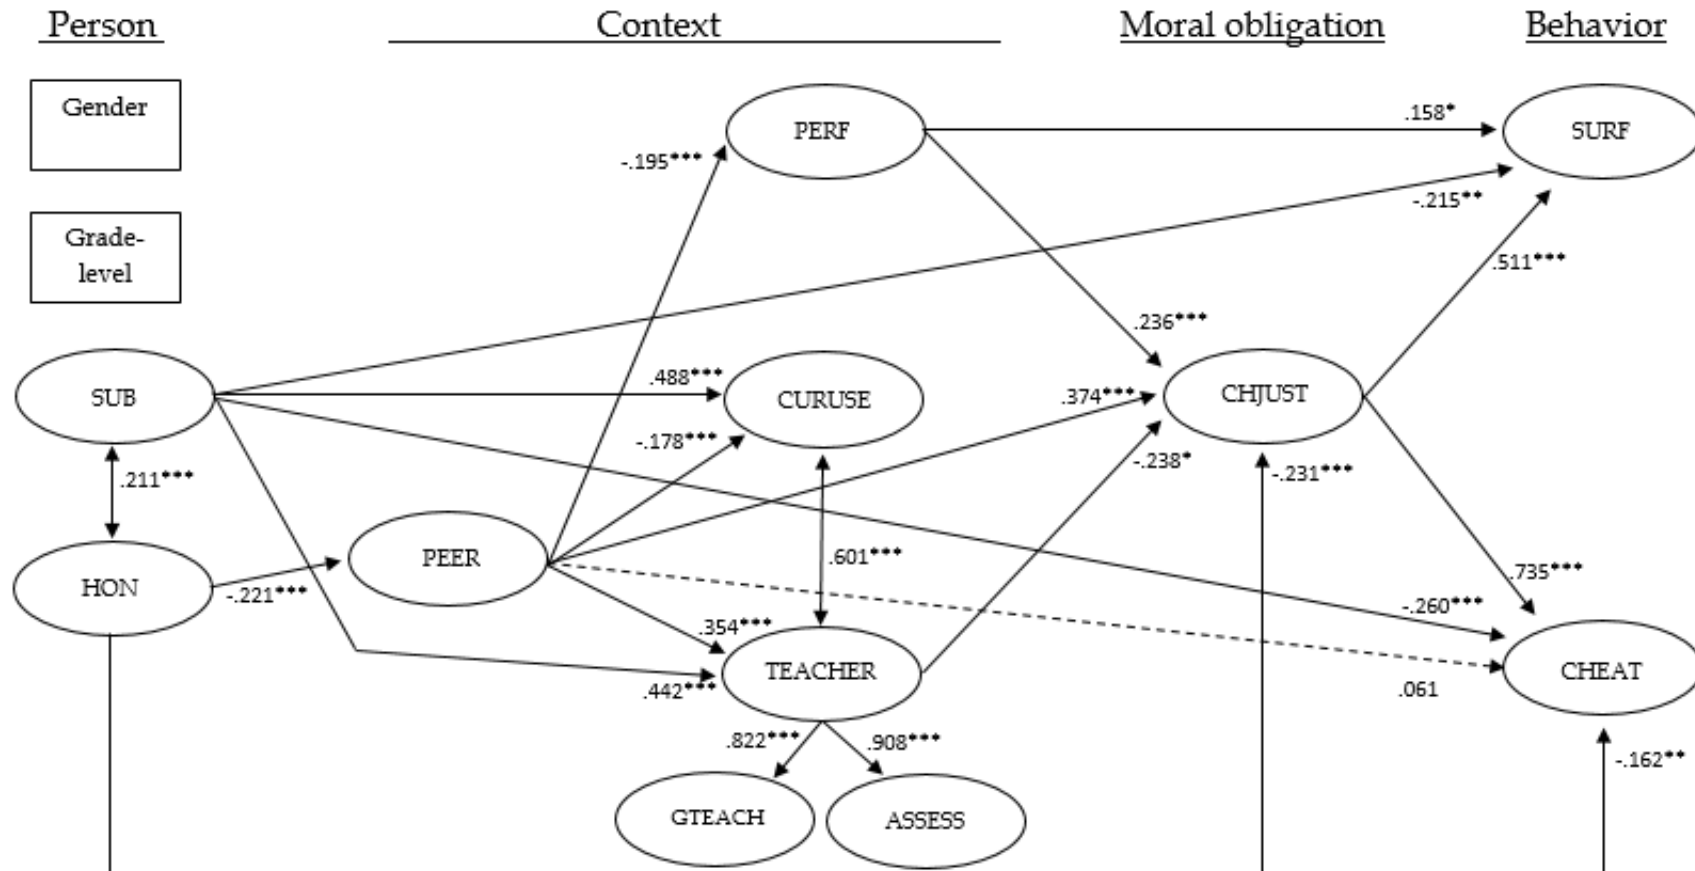 Person Context Moral obligation Behavior
Gender
PERF
.158*
SURF
-.195***
-.215**
Grade-
level
.511***
.236***
SUB
.488***
CURUSE
.374***
CHJUST
-.178***
-.238*
.211***
-.231***
HON
-.221***
PEER
.601***
.735***
-.260***
.354***
TEACHER
.442***
.061
CHEAT
.822***
.908***
-.162**
GTEACH
ASSESS